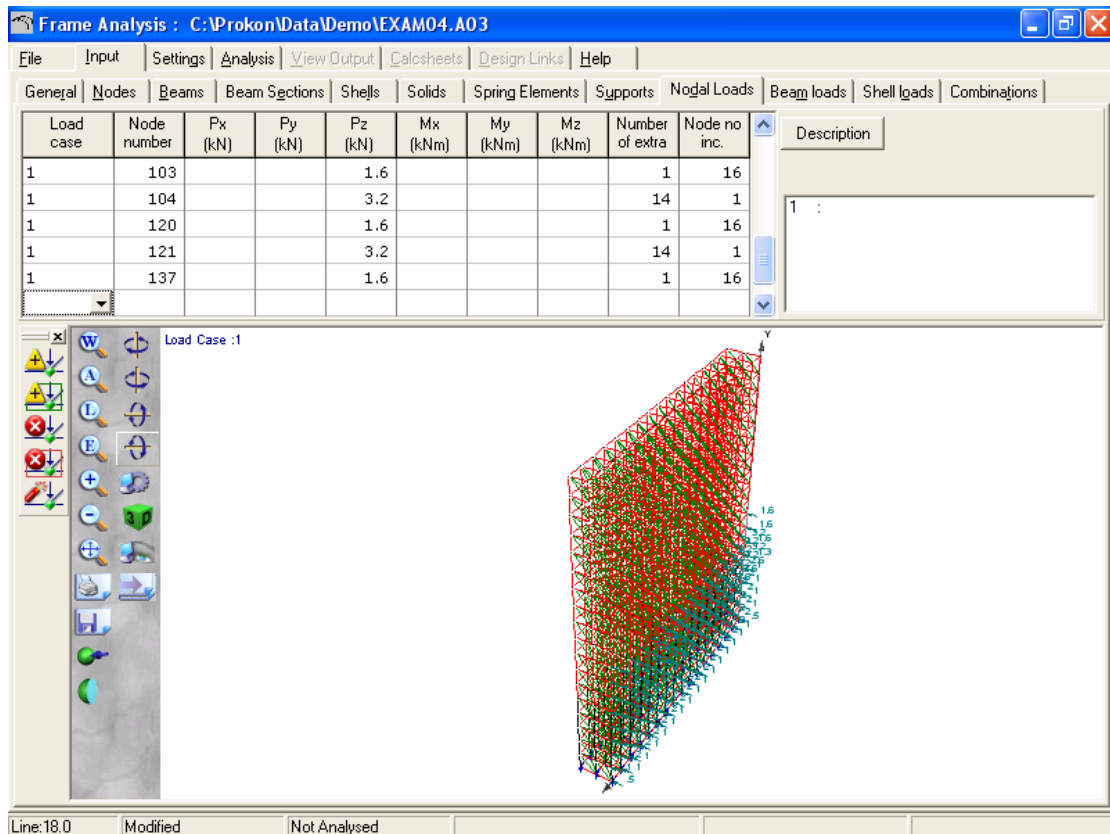 Frame Analysis : C:\Prokon\Data\Demo\EXAM04.A03
File Input Settings Analysis View Output Calcsheets Design Links Help
General Nodes Beams Beam Sections Shells Solids Spring Elements Supports Nodal Loads Beam loads Shell loads Combinations
Load case Node number Px (kN) Py (kN) Pz (kN) Mx (kNm) My (kNm) Mz (kNm) Number of extra Node no inc.
Description
1 103 1.6 1 16
1 104 3.2 14 1
1 120 1.6 1 16
1 121 3.2 14 1
1 137 1.6 1 16
1 :
Load Case :1
W
A
L
E
3 D
Y
1.6
1.6
Line:18.0 Modified Not Analysed